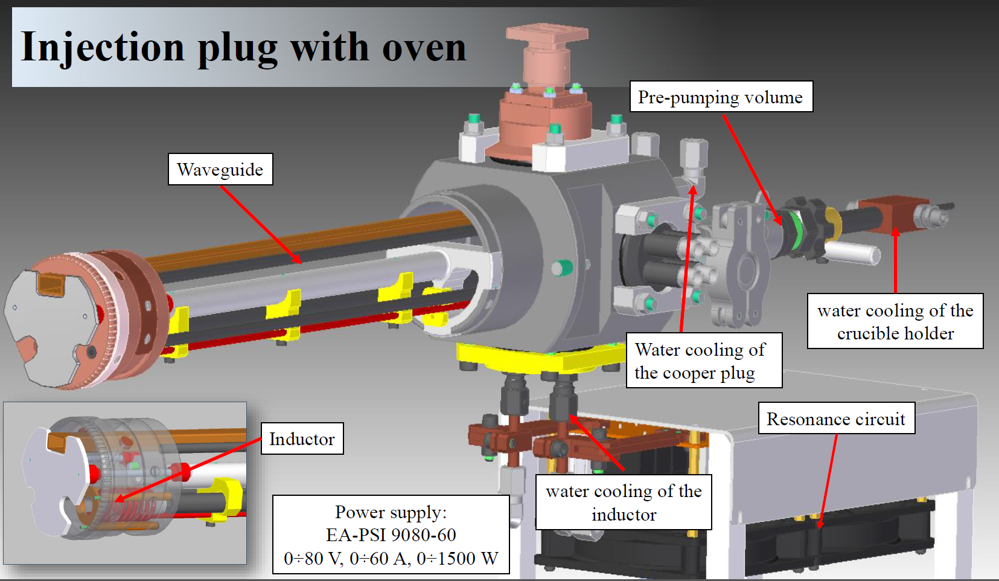 Injection plug with oven
Pre-pumping volume
Waveguide
water cooling of the
crucible holder
Water cooling of
the cooper plug
Resonance circuit
Inductor
water cooling of the
inductor
Power supply:
EA-PSI 9080-60
0÷80 V, 0÷60 A, 0÷1500 W